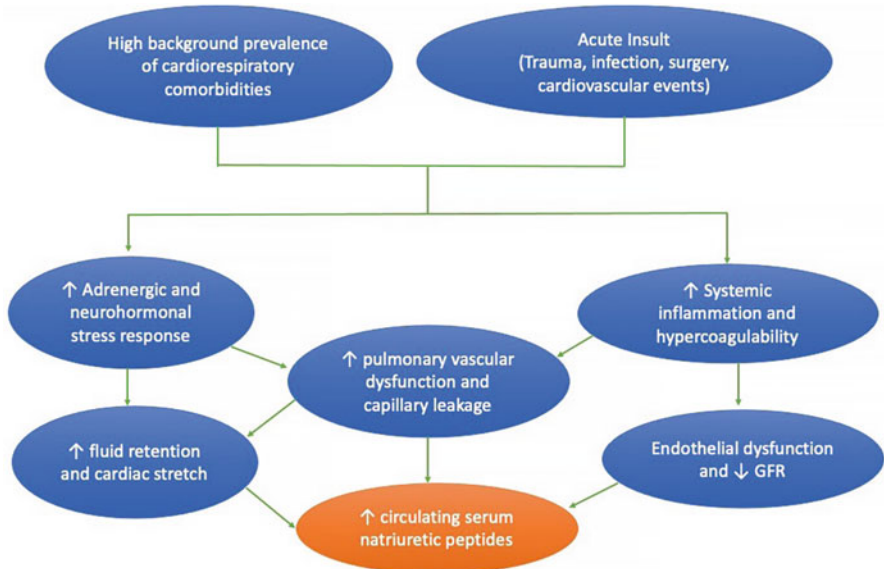 High background prevalence
of cardiorespiratory
comorbidities
Acute Insult
(Trauma, infection, surgery,
cardiovascular events)
↑ Adrenergic and
neurohormonal
stress response
↑ Systemic
inflammation and
hypercoagulability
↑ pulmonary vascular
dysfunction and
capillary leakage
↑ fluid retention
and cardiac stretch
Endothelial dysfunction
and ↓ GFR
↑ circulating serum
natriuretic peptides